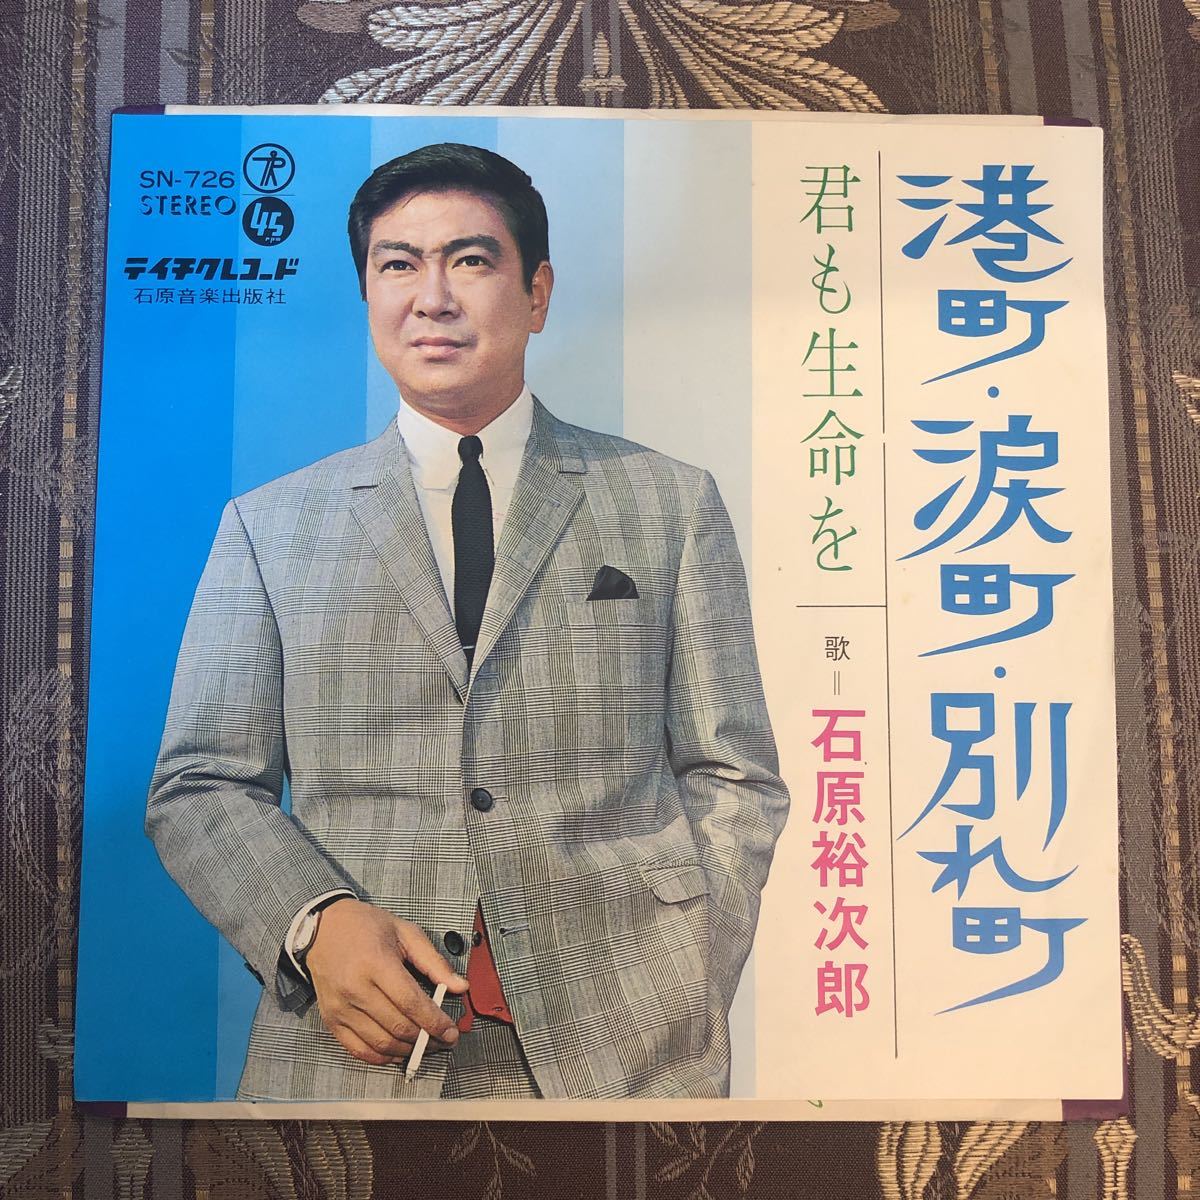 港町・涙町・別れ町
君も生命を
歌=石原裕次郎
SN-726
STEREO
45
rpm
テイチクレコード
石原音楽出版社